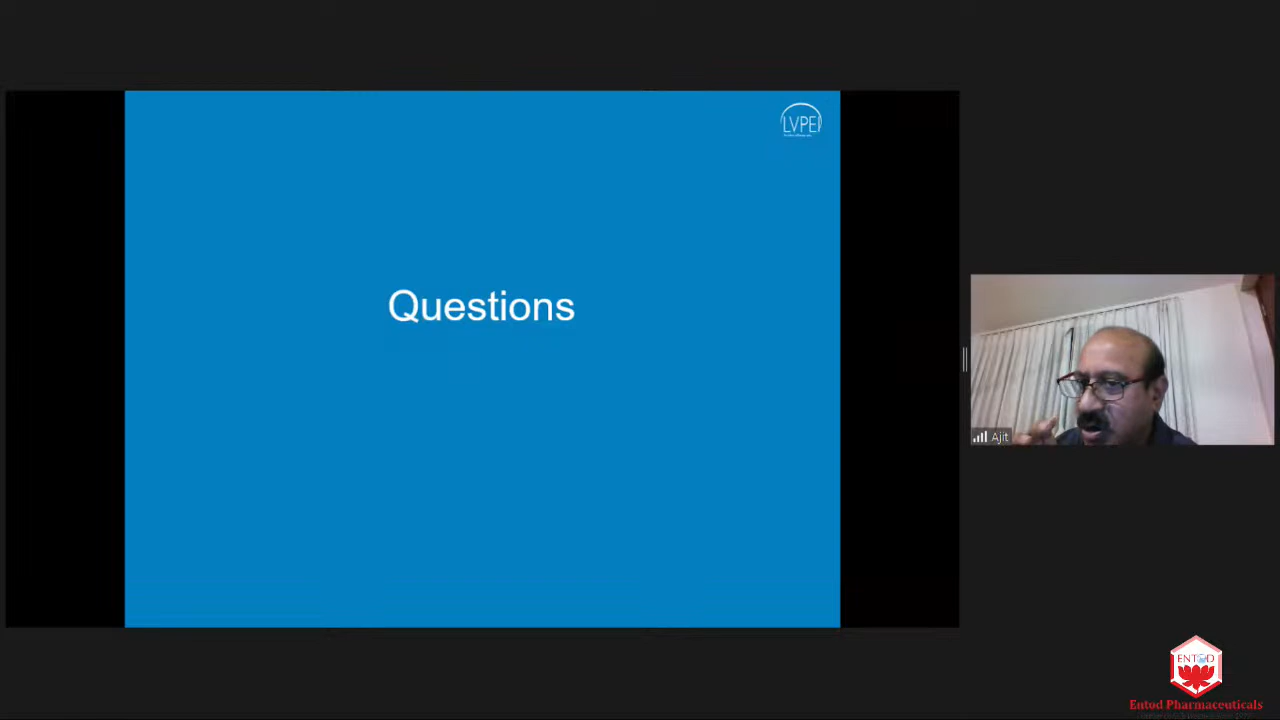 LVPEI
Questions
Ajit
ENTOD
Entod Pharmaceuticals